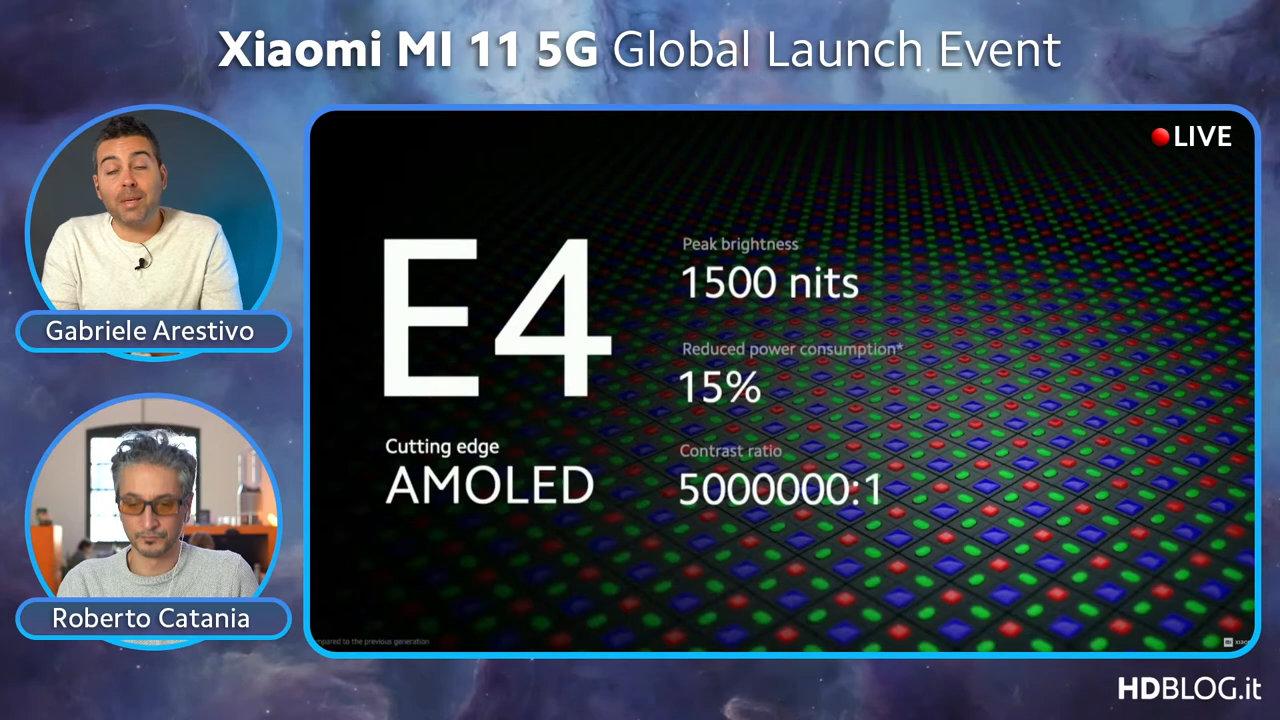 Xiaomi MI 11 5G Global Launch Event
LIVE
Gabriele Arestivo
Roberto Catania
E4
Cutting edge
AMOLED
Peak brightness
1500 nits
Reduced power consumption*
15%
Contrast ratio
5000000:1
compared to the previous generation
HDBLOG.it